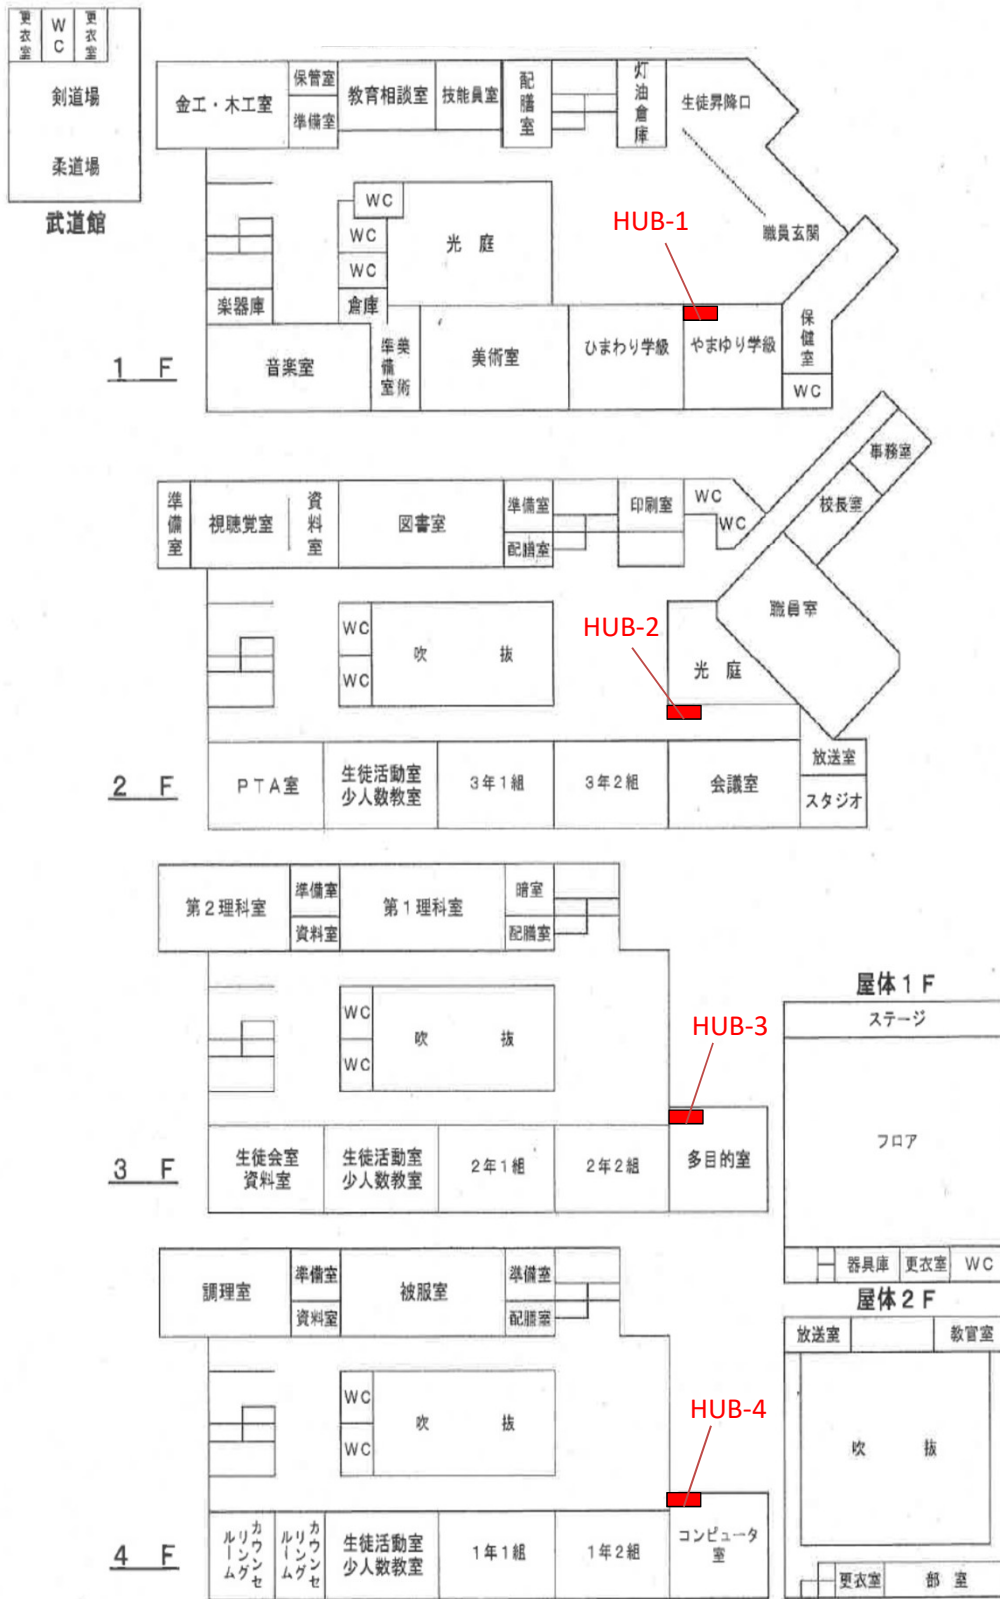 更衣室
WC
更衣室
剣道場
柔道場
武道館
金工・木工室
保管室
準備室
教育相談室
技能員室
配膳室
灯油倉庫
生徒昇降口
職員玄関
WC
WC
WC
倉庫
光庭
楽器庫
音楽室
美術準備室
美術室
ひまわり学級
やまゆり学級
保健室
WC
HUB-1
1 F
準備室
視聴覚室
資料室
図書室
準備室
配膳室
印刷室
WC
WC
事務室
校長室
職員室
WC
WC
吹抜
光庭
HUB-2
PTA室
生徒活動室
少人数教室
3年1組
3年2組
会議室
放送室
スタジオ
2 F
第2理科室
準備室
資料室
第1理科室
暗室
配膳室
WC
WC
吹抜
HUB-3
生徒会室
資料室
生徒活動室
少人数教室
2年1組
2年2組
多目的室
3 F
屋体1F
ステージ
フロア
器具庫
更衣室
WC
調理室
準備室
資料室
被服室
準備室
配膳室
WC
WC
吹抜
HUB-4
カウンセリングルーム
カウンセリングルーム
生徒活動室
少人数教室
1年1組
1年2組
コンピュータ室
4 F
屋体2F
放送室
教官室
吹抜
更衣室
部室